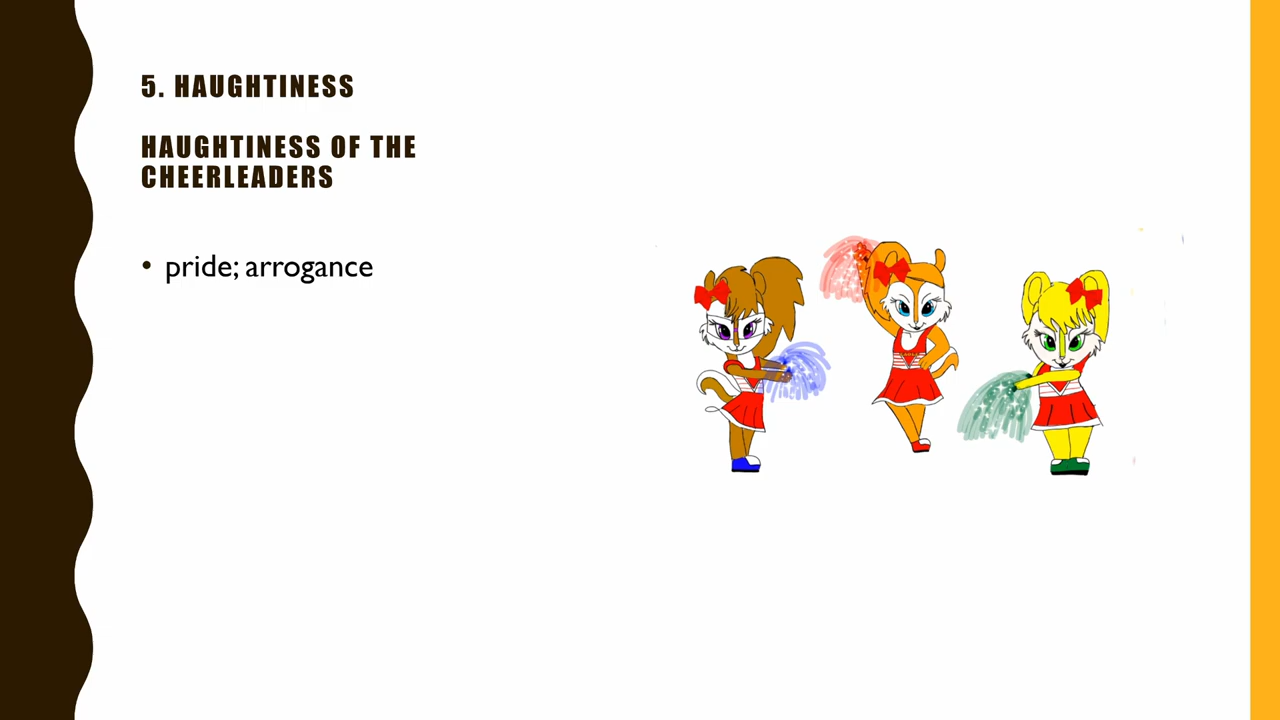 5. HAUGHTINESS
HAUGHTINESS OF THE
CHEERLEADERS
• pride; arrogance